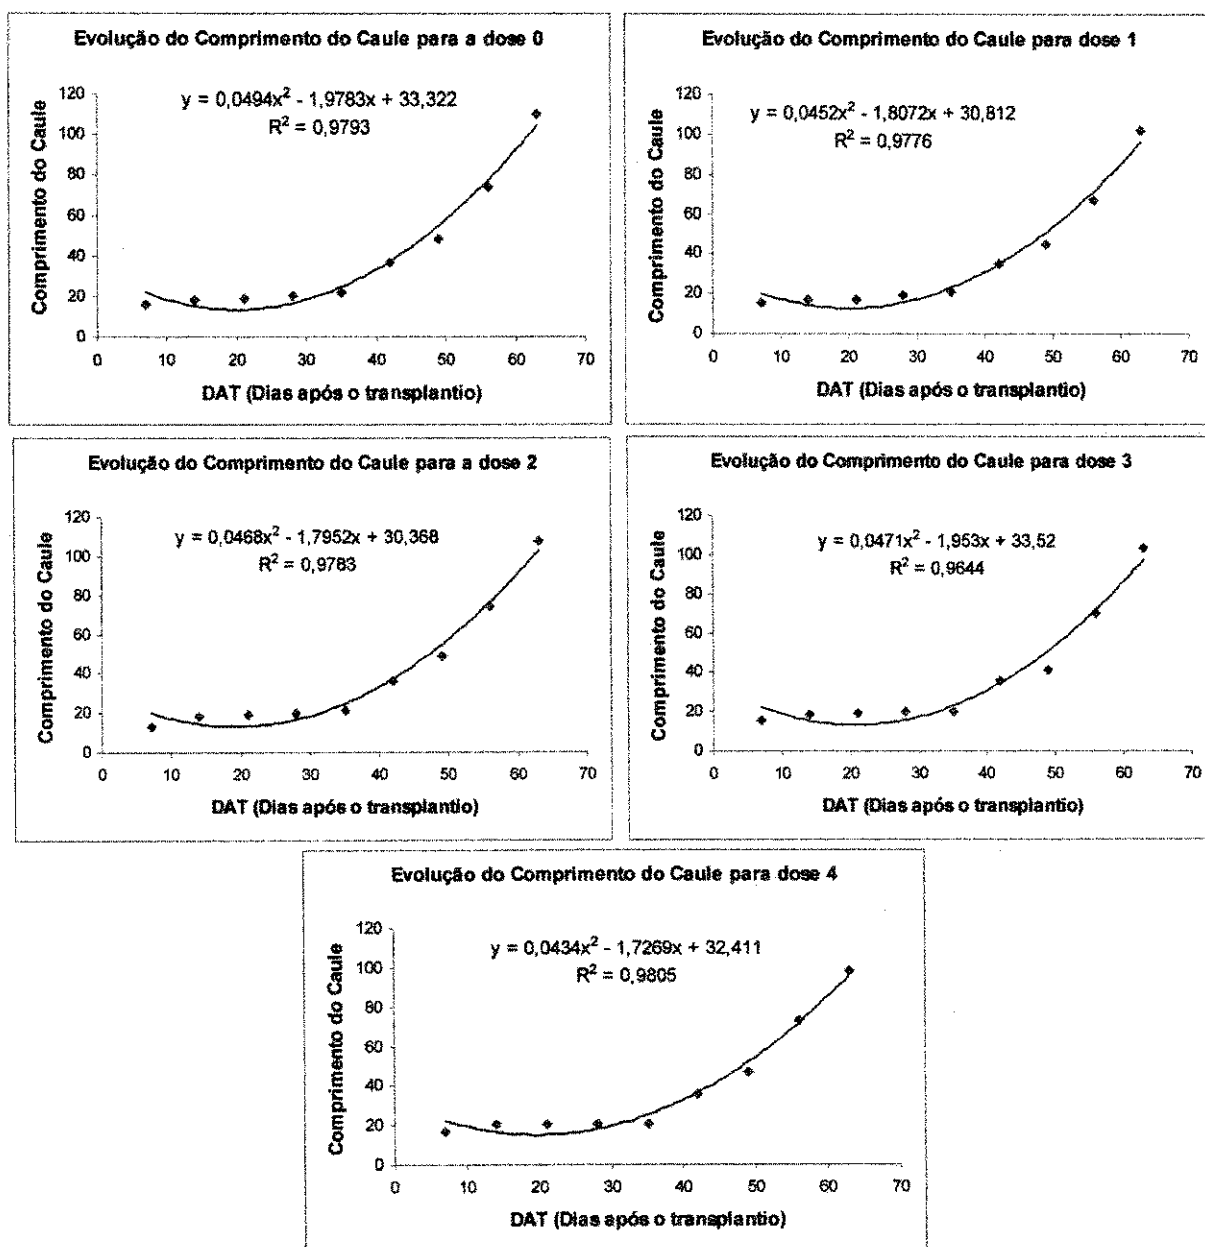 Evolução do Comprimento do Caule para a dose 0
y = 0,0494x² - 1,9783x + 33,322
R² = 0,9793
120
100
80
60
40
20
0
Comprimento do Caule
0 10 20 30 40 50 60 70
DAT (Dias após o transplantio)
Evolução do Comprimento do Caule para dose 1
y = 0,0452x² - 1,8072x + 30,812
R² = 0,9776
120
100
80
60
40
20
0
Comprimento do Caule
0 10 20 30 40 50 60 70
DAT (Dias após o transplantio)
Evolução do Comprimento do Caule para a dose 2
y = 0,0468x² - 1,7952x + 30,368
R² = 0,9783
120
100
80
60
40
20
0
Comprimento do Caule
0 10 20 30 40 50 60 70
DAT (Dias após o transplantio)
Evolução do Comprimento do Caule para dose 3
y = 0,0471x² - 1,953x + 33,52
R² = 0,9644
120
100
80
60
40
20
0
Comprimento do Caule
0 10 20 30 40 50 60 70
DAT (Dias após o transplantio)
Evolução do Comprimento do Caule para dose 4
y = 0,0434x² - 1,7269x + 32,411
R² = 0,9805
120
100
80
60
40
20
0
Comprimento do Caule
0 10 20 30 40 50 60 70
DAT (Dias após o transplantio)